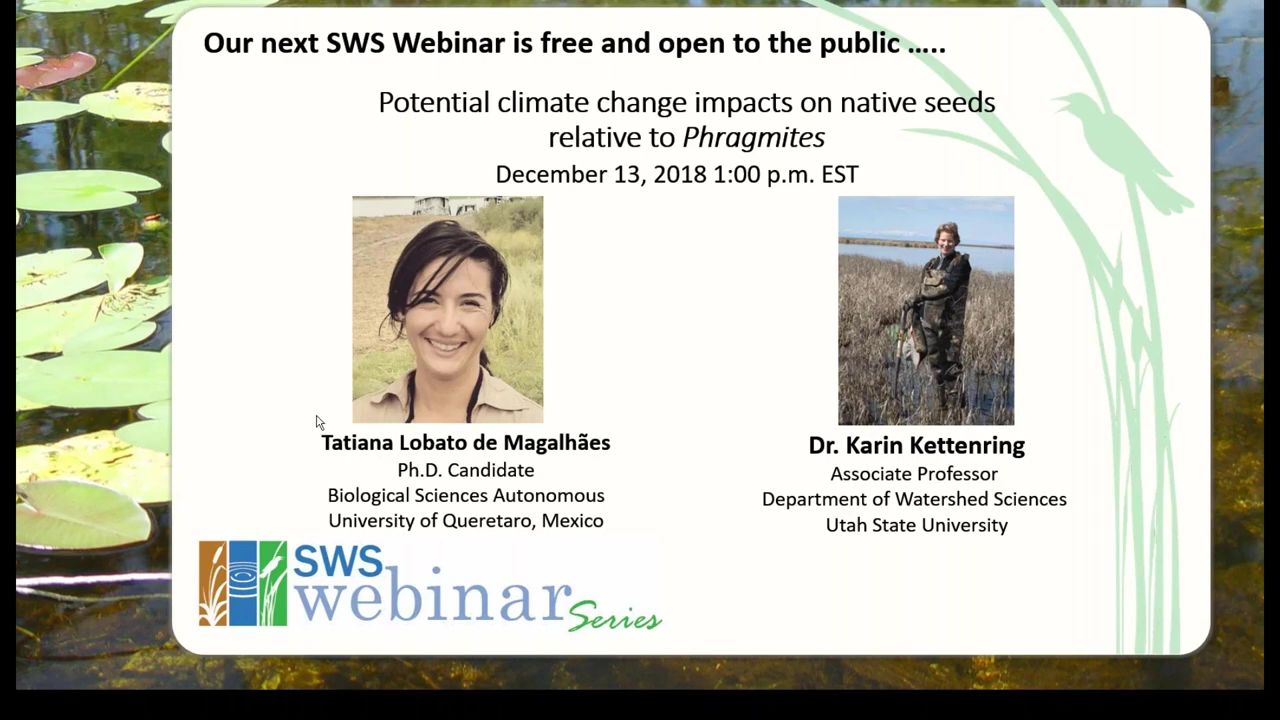 Our next SWS Webinar is free and open to the public …..
Potential climate change impacts on native seeds
relative to Phragmites
December 13, 2018 1:00 p.m. EST
Tatiana Lobato de Magalhães
Ph.D. Candidate
Biological Sciences Autonomous
University of Queretaro, Mexico
Dr. Karin Kettenring
Associate Professor
Department of Watershed Sciences
Utah State University
SWS
webinar
Series